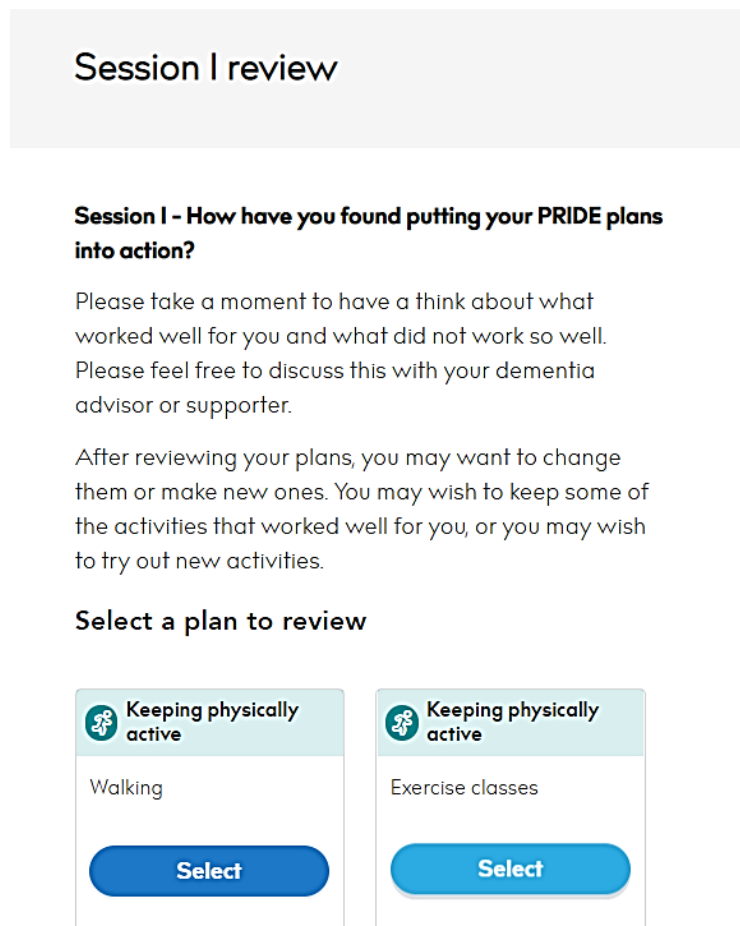 Session 1 review
Session 1 - How have you found putting your PRIDE plans
into action?
Please take a moment to have a think about what
worked well for you and what did not work so well.
Please feel free to discuss this with your dementia
advisor or supporter.
After reviewing your plans, you may want to change
them or make new ones. You may wish to keep some of
the activities that worked well for you, or you may wish
to try out new activities.
Select a plan to review
Keeping physically
active
Walking
Select
Keeping physically
active
Exercise classes
Select